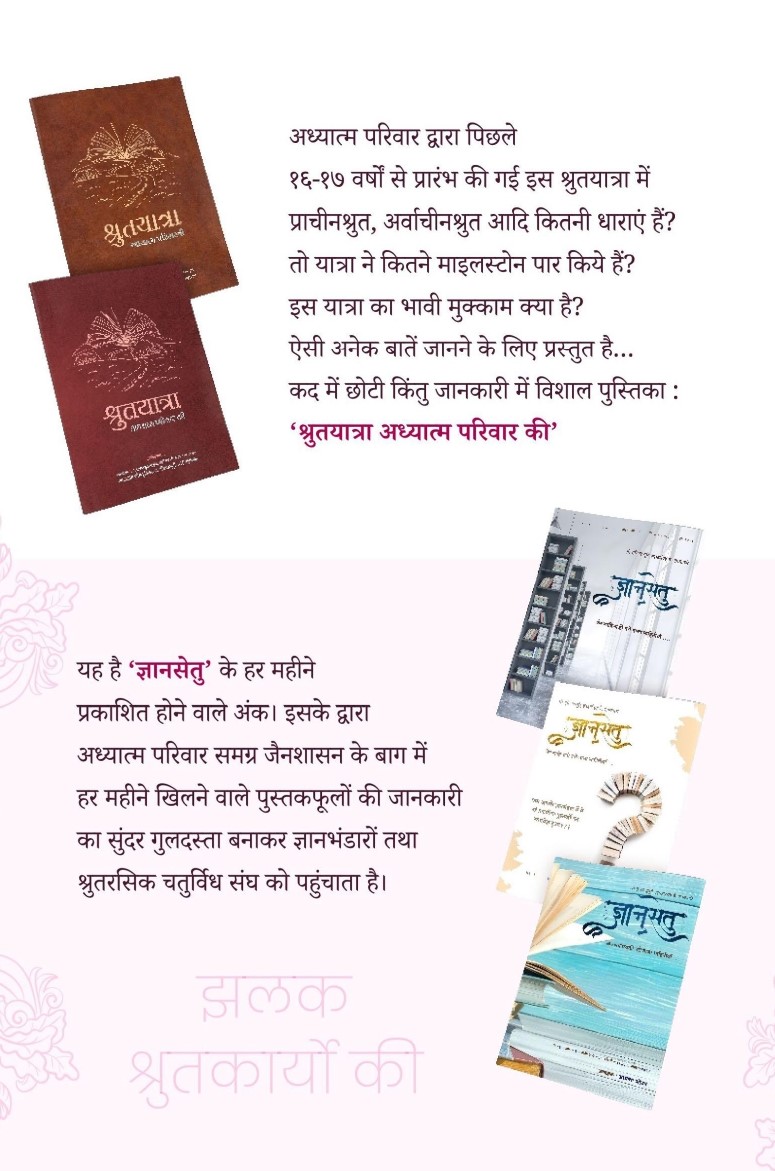 श्रुतयात्रा
श्रुतयात्रा
अध्यात्म परिवार द्वारा पिछले
१६-१७ वर्षों से प्रारंभ की गई इस श्रुतयात्रा में
प्राचीनश्रुत, अर्वाचीनश्रुत आदि कितनी धाराएं हैं?
तो यात्रा ने कितने माइलस्टोन पार किये हैं?
इस यात्रा का भावी मुक्काम क्या है?
ऐसी अनेक बातें जानने के लिए प्रस्तुत है...
कद में छोटी किंतु जानकारी में विशाल पुस्तिका :
‘श्रुतयात्रा अध्यात्म परिवार की’
ज्ञानसेतु
ज्ञानसेतु
ज्ञानसेतु
यह है ‘ज्ञानसेतु’ के हर महीने
प्रकाशित होने वाले अंक। इसके द्वारा
अध्यात्म परिवार समग्र जैनशासन के बाग में
हर महीने खिलने वाले पुस्तकफूलों की जानकारी
का सुंदर गुलदस्ता बनाकर ज्ञानभंडारों तथा
श्रुतरसिक चतुर्विध संघ को पहुंचाता है।
झलक
श्रुतकार्यो की